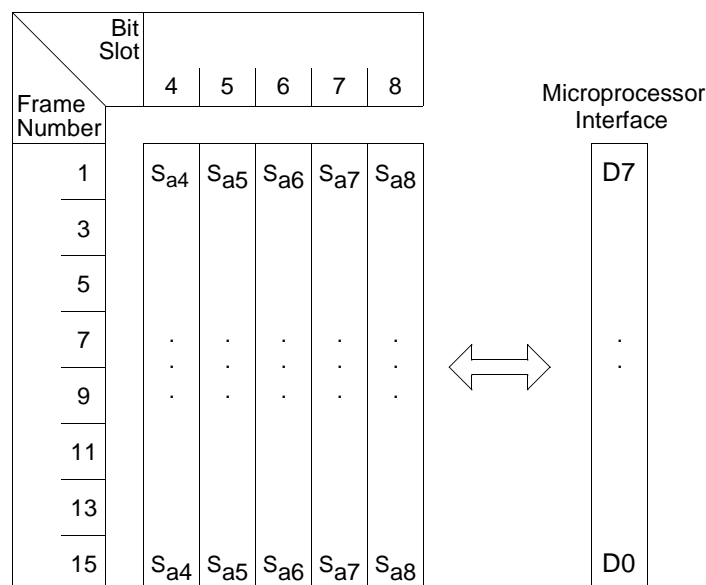 Bit
Slot
4 5 6 7 8
Frame
Number
Microprocessor
Interface
1 Sa4 Sa5 Sa6 Sa7 Sa8 D7
3
5
7 . . . . . .
. . . . . .
9 . . . . .
11
13
15 Sa4 Sa5 Sa6 Sa7 Sa8 D0